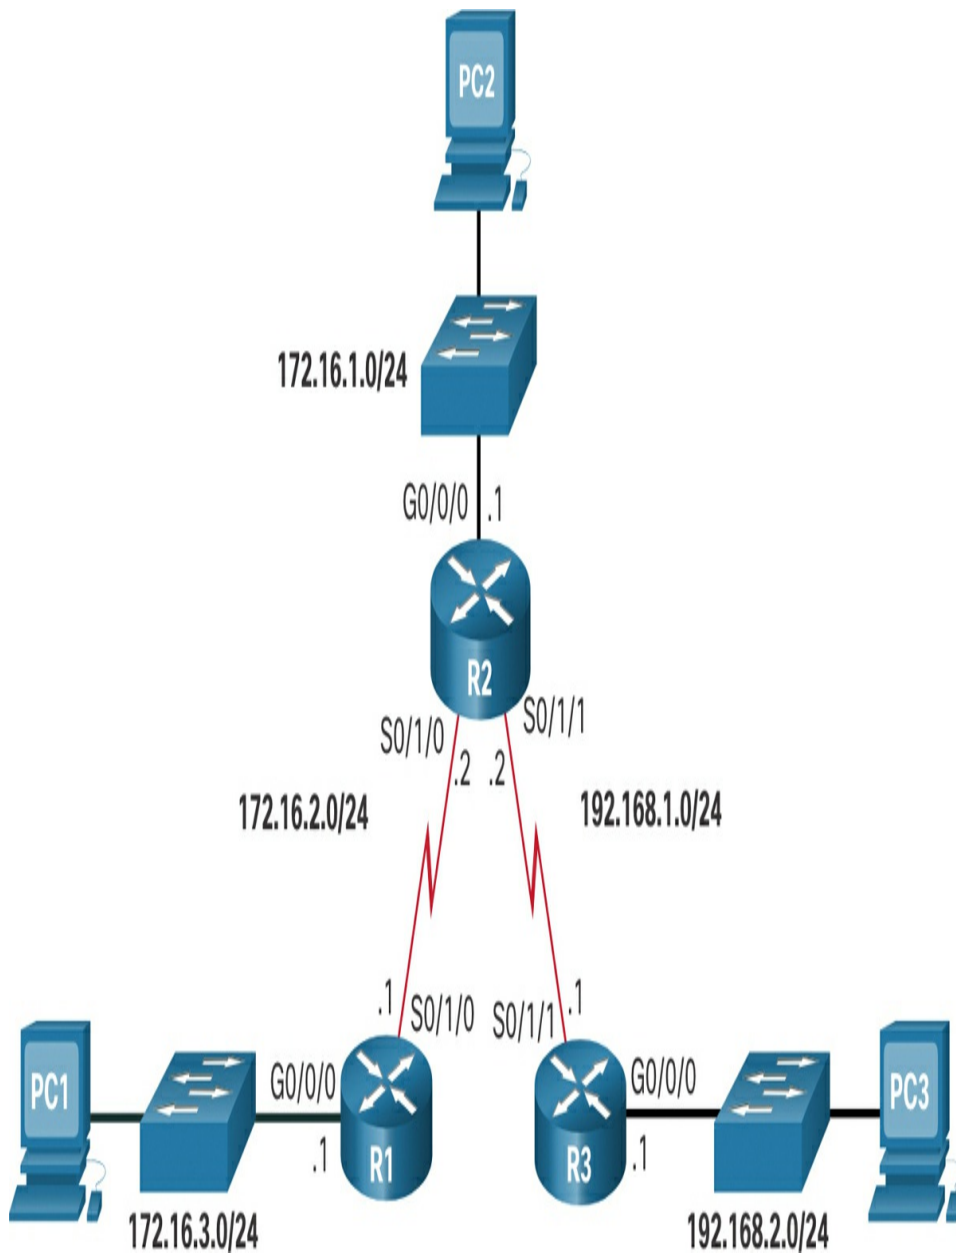 PC2
172.16.1.0/24
G0/0/0 .1
R2
S0/1/0 S0/1/1
.2 .2
172.16.2.0/24 192.168.1.0/24
.1 S0/1/0 S0/1/1 .1
PC1 G0/0/0 G0/0/0 PC3
.1 R1 R3 .1
172.16.3.0/24 192.168.2.0/24